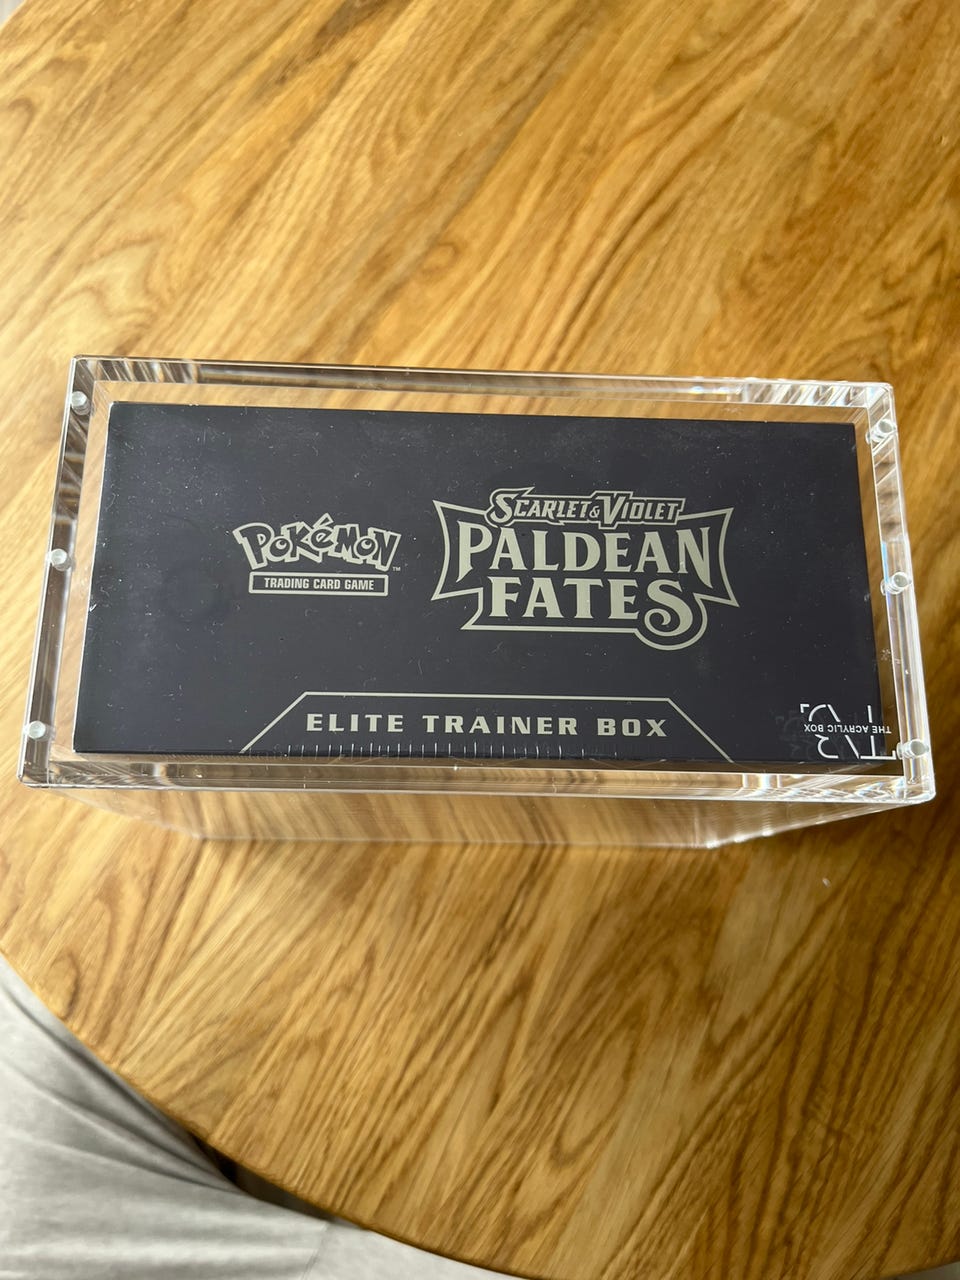 Pokémon
TRADING CARD GAME
SCARLET & VIOLET
PALDEAN
FATES
ELITE TRAINER BOX
THE ACRYLIC BOX